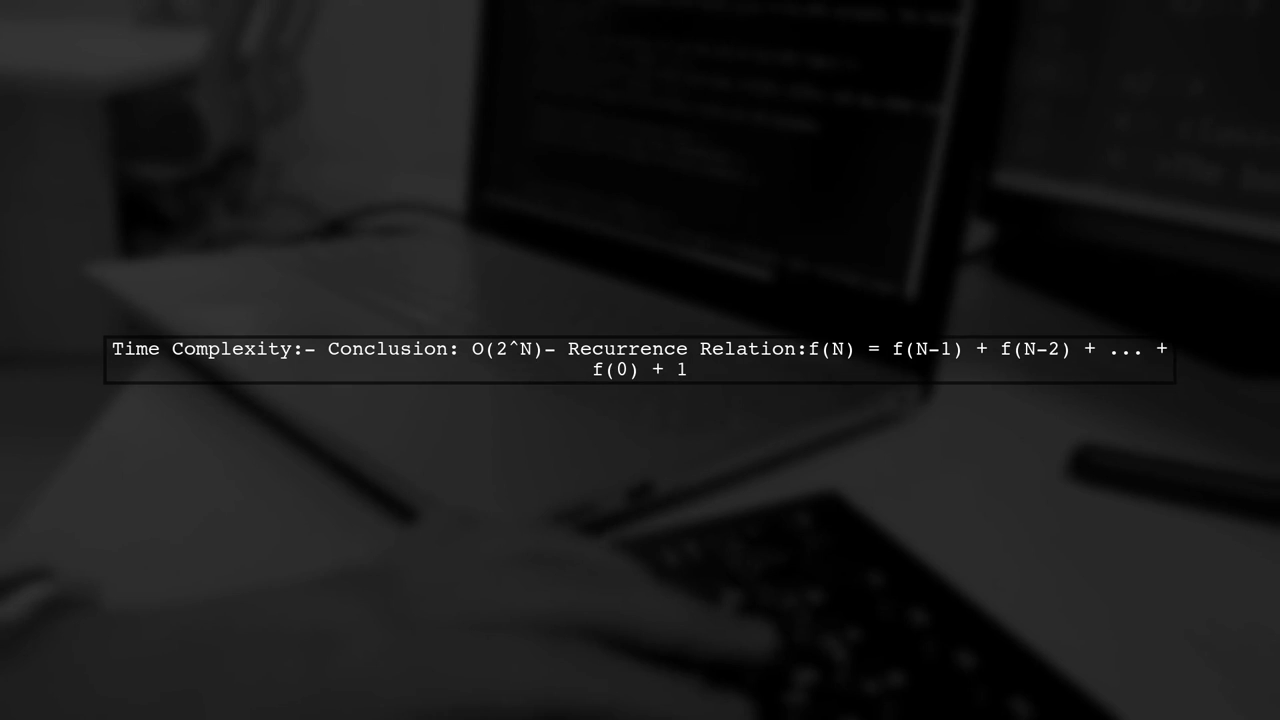 Time Complexity:- Conclusion: O(2^N)- Recurrence Relation:f(N) = f(N-1) + f(N-2) + ... +
f(0) + 1